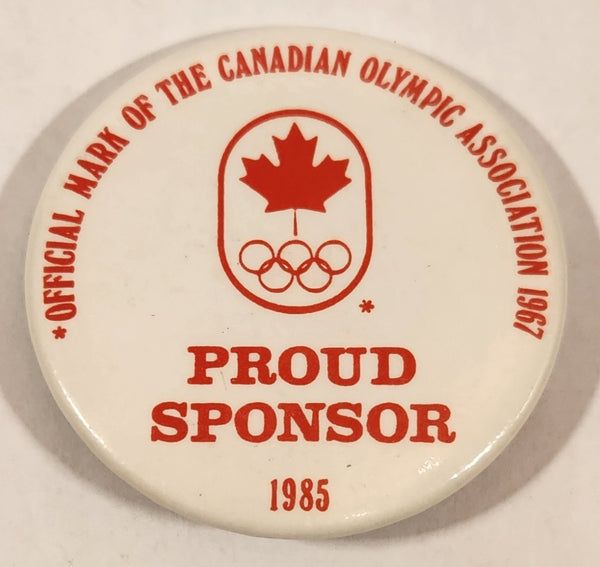 *OFFICIAL MARK OF THE CANADIAN OLYMPIC ASSOCIATION 1967
*
PROUD
SPONSOR
1985